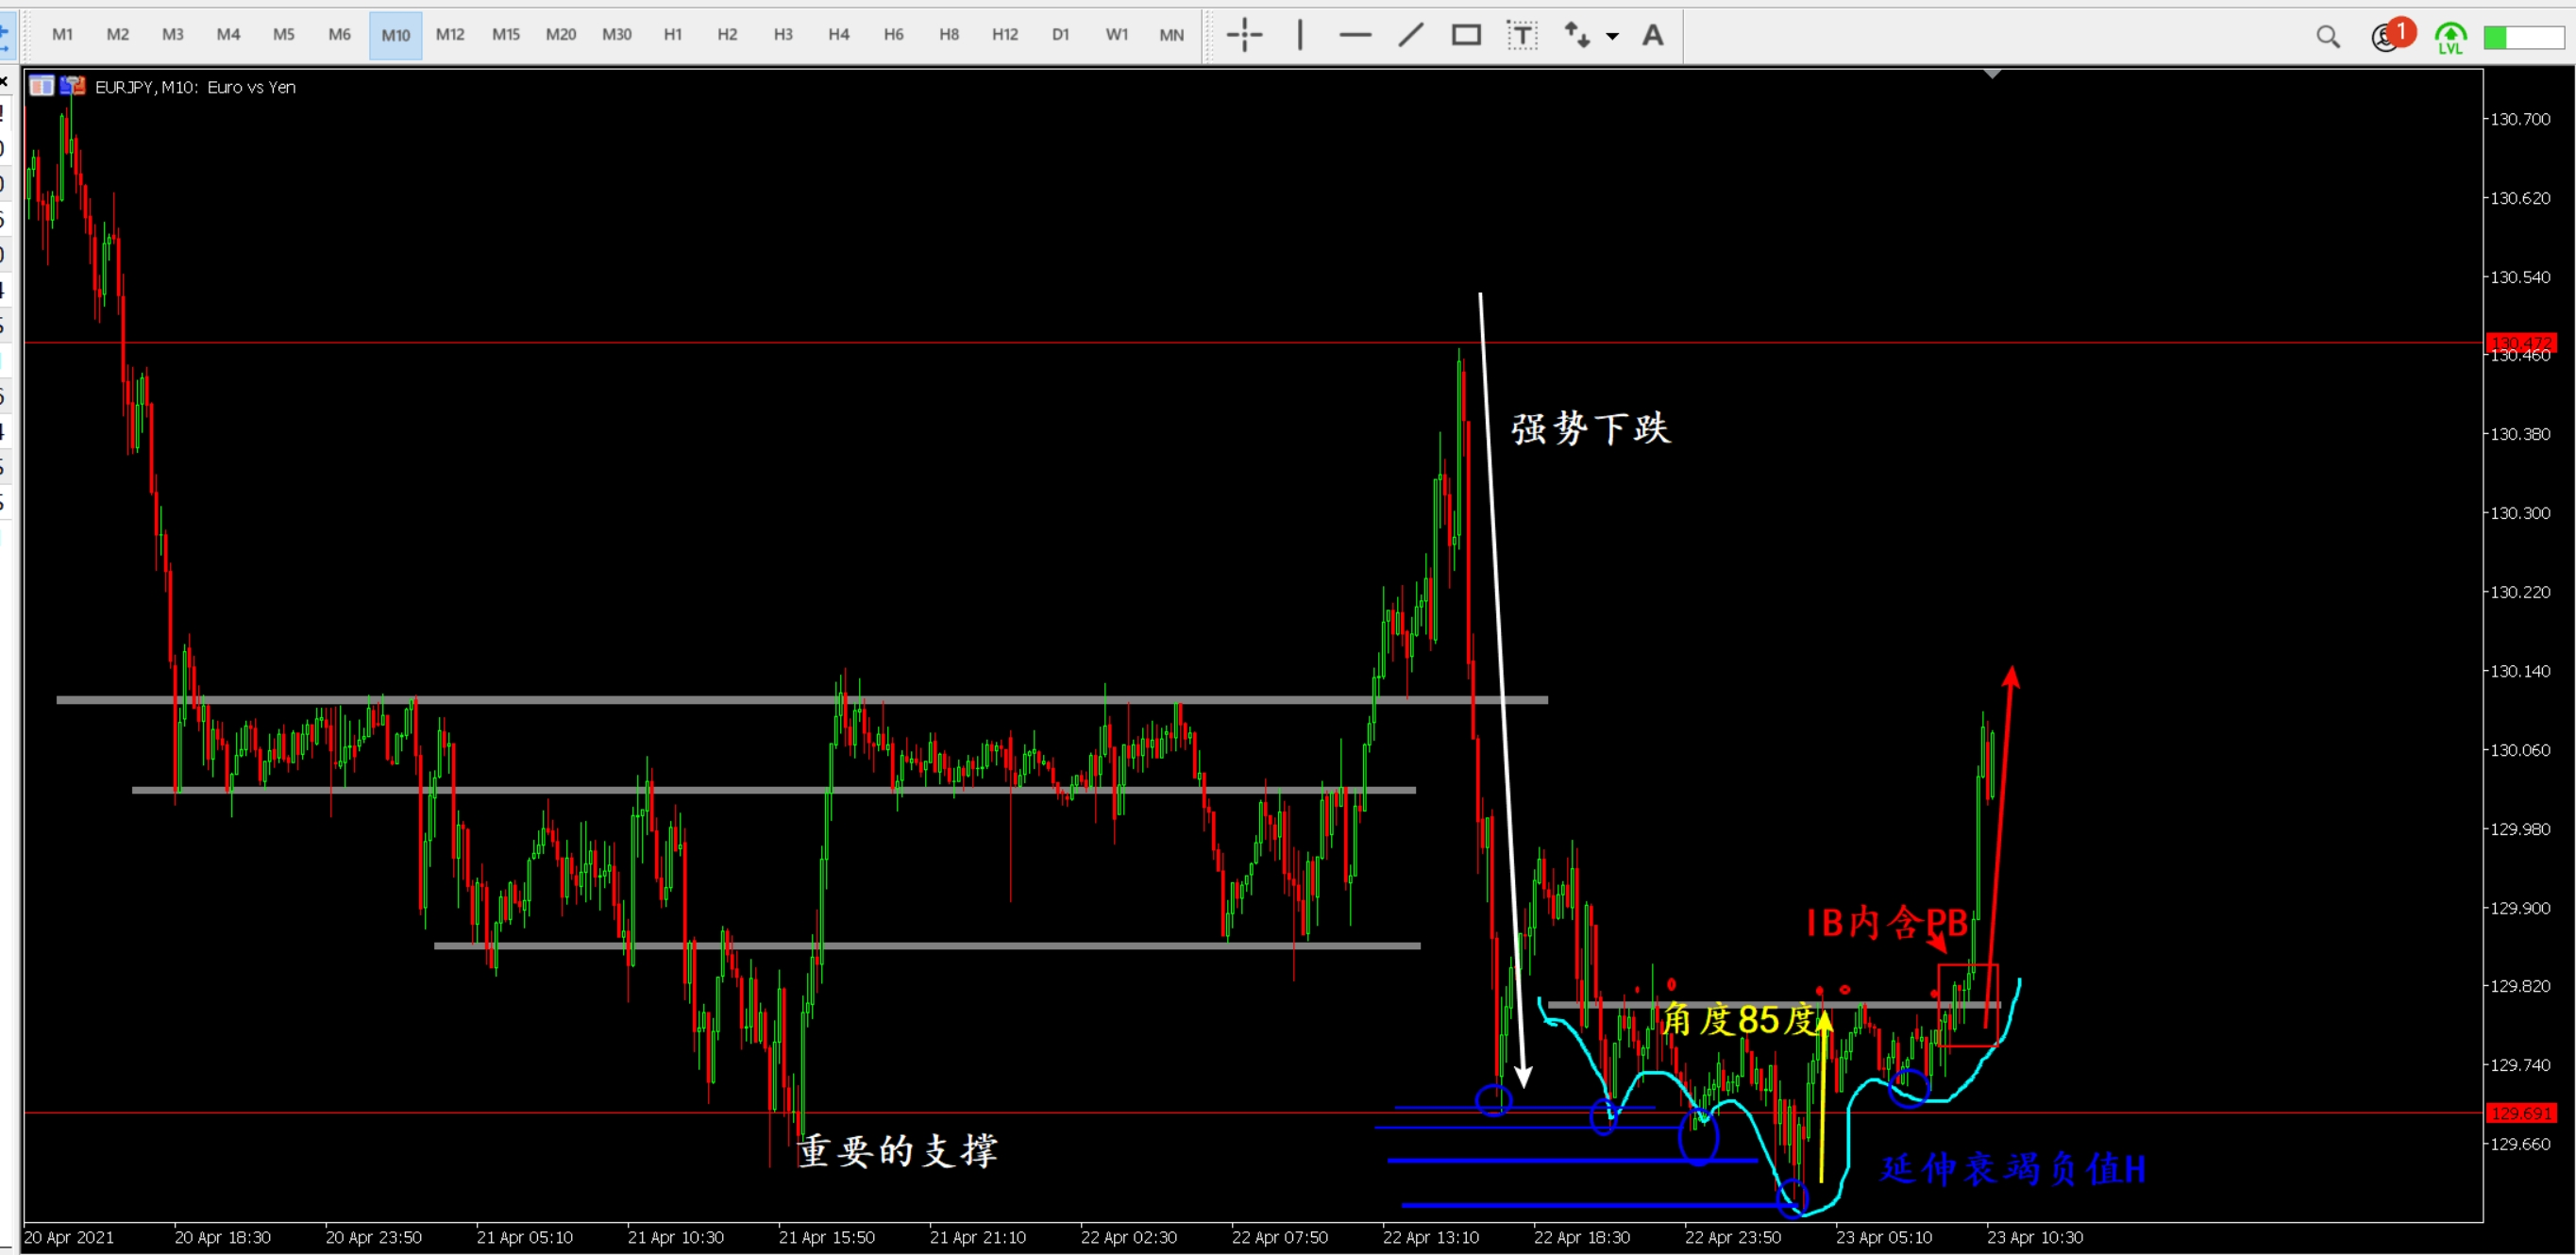 M1 M2 M3 M4 M5 M6 M10 M12 M15 M20 M30 H1 H2 H3 H4 H6 H8 H12 D1 W1 MN T A 1 LVL
EURJPY, M10: Euro vs Yen
130.700
130.620
130.540
130.472
130.460
强势下跌
130.380
130.300
130.220
130.140
130.060
129.980
IB内含PB
129.900
129.820
角度85度
129.740
129.691
重要的支撑
129.660
延伸衰竭负值H
20 Apr 2021 20 Apr 18:30 20 Apr 23:50 21 Apr 05:10 21 Apr 10:30 21 Apr 15:50 21 Apr 21:10 22 Apr 02:30 22 Apr 07:50 22 Apr 13:10 22 Apr 18:30 22 Apr 23:50 23 Apr 05:10 23 Apr 10:30